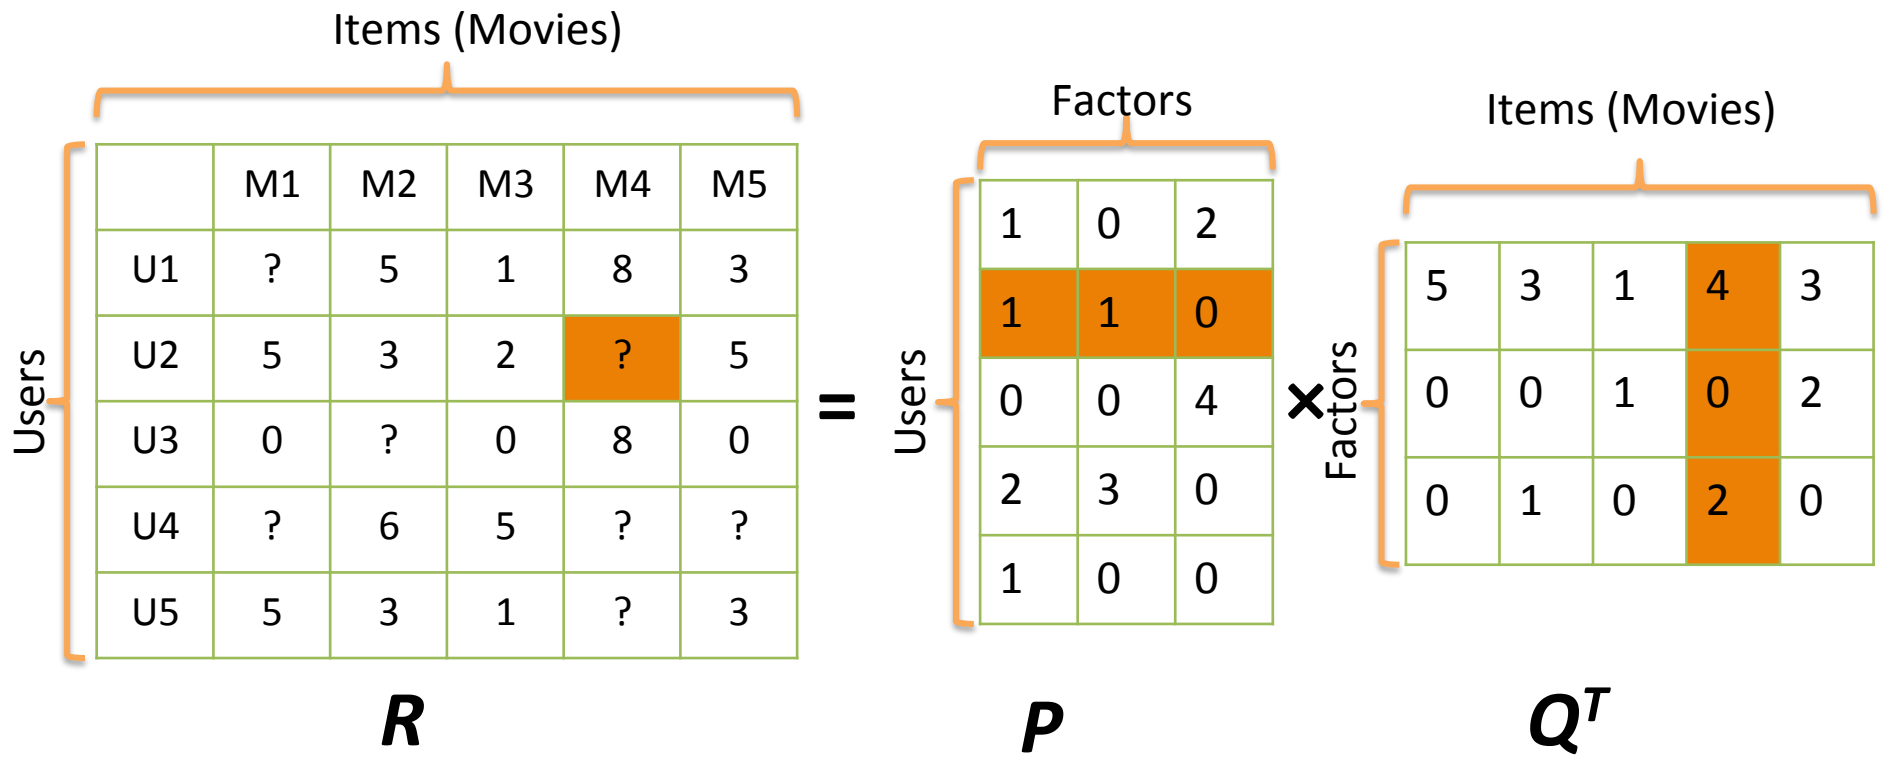 Items (Movies)
Users
M1 M2 M3 M4 M5
U1 ? 5 1 8 3
U2 5 3 2 ? 5
U3 0 ? 0 8 0
U4 ? 6 5 ? ?
U5 5 3 1 ? 3
R
=
Factors
Users
1 0 2
1 1 0
0 0 4
2 3 0
1 0 0
P
×
Items (Movies)
Factors
5 3 1 4 3
0 0 1 0 2
0 1 0 2 0
Qᵀ